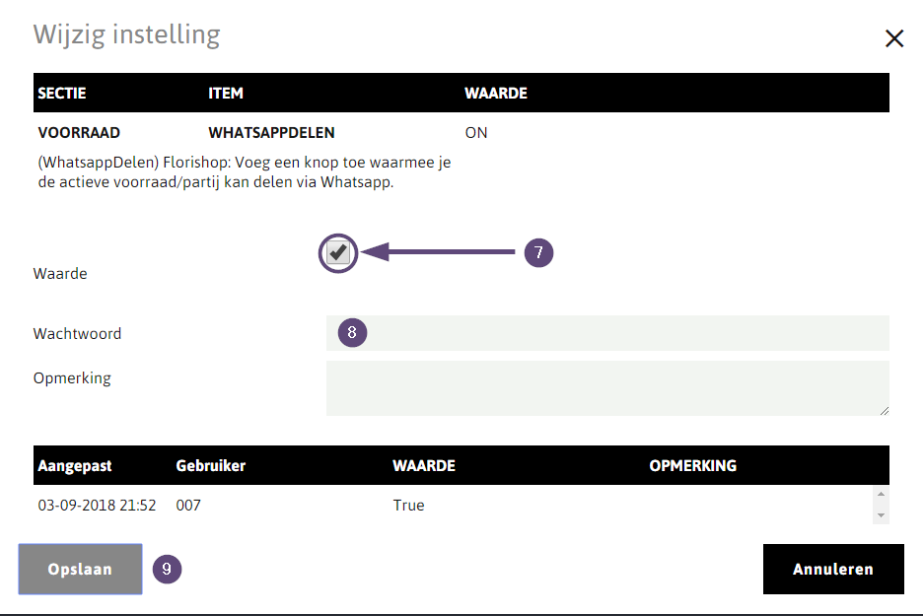 Wijzig instelling
SECTIE ITEM WAARDE
VOORRAAD WHATSAPPDELEN ON
(WhatsappDelen) Florishop: Voeg een knop toe waarmee je
de actieve voorraad/partij kan delen via Whatsapp.
7
Waarde
Wachtwoord 8
Opmerking
Aangepast Gebruiker WAARDE OPMERKING
03-09-2018 21:52 007 True
Opslaan 9 Annuleren